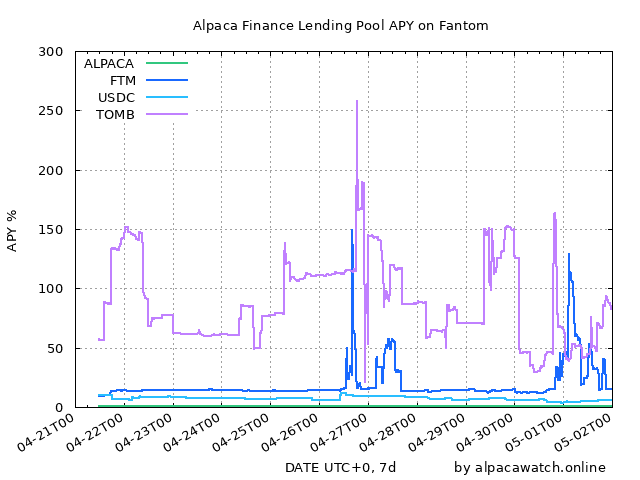 Alpaca Finance Lending Pool APY on Fantom
300
250
200
150
100
50
0
APY %
ALPACA
FTM
USDC
TOMB
04-21T00
04-22T00
04-23T00
04-24T00
04-25T00
04-26T00
04-27T00
04-28T00
04-29T00
04-30T00
05-01T00
05-02T00
DATE UTC+0, 7d
by alpacawatch.online